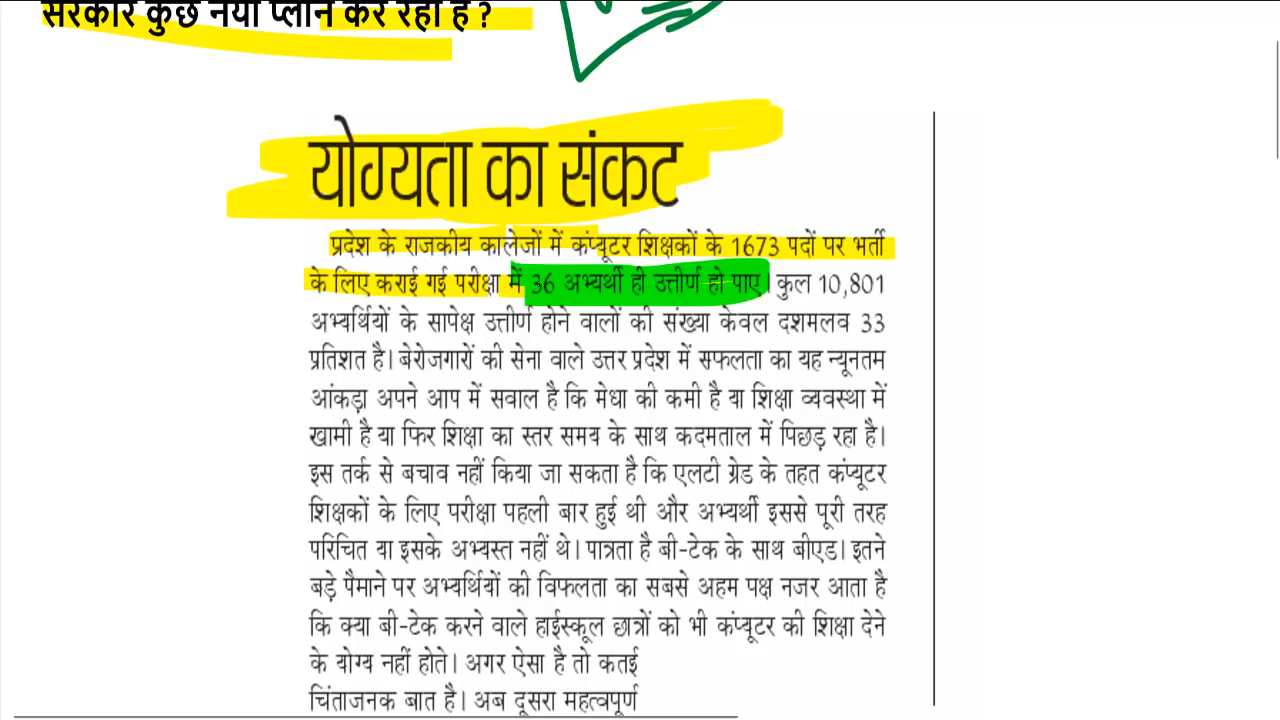 सरकार कुछ नया प्लान कर रहा है ?
योग्यता का संकट
प्रदेश के राजकीय कालेजों में कंप्यूटर शिक्षकों के 1673 पदों पर भर्ती
के लिए कराई गई परीक्षा में 36 अभ्यर्थी ही उत्तीर्ण हो पाए। कुल 10,801
अभ्यर्थियों के सापेक्ष उत्तीर्ण होने वालों की संख्या केवल दशमलव 33
प्रतिशत है। बेरोजगारों की सेना वाले उत्तर प्रदेश में सफलता का यह न्यूनतम
आंकड़ा अपने आप में सवाल है कि मेधा की कमी है या शिक्षा व्यवस्था में
खामी है या फिर शिक्षा का स्तर समय के साथ कदमताल में पिछड़ रहा है।
इस तर्क से बचाव नहीं किया जा सकता है कि एलटी ग्रेड के तहत कंप्यूटर
शिक्षकों के लिए परीक्षा पहली बार हुई थी और अभ्यर्थी इससे पूरी तरह
परिचित या इसके अभ्यस्त नहीं थे। पात्रता है बी-टेक के साथ बीएड। इतने
बड़े पैमाने पर अभ्यर्थियों की विफलता का सबसे अहम पक्ष नजर आता है
कि क्या बी-टेक करने वाले हाईस्कूल छात्रों को भी कंप्यूटर की शिक्षा देने
के योग्य नहीं होते। अगर ऐसा है तो कतई
चिंताजनक बात है। अब दूसरा महत्वपूर्ण